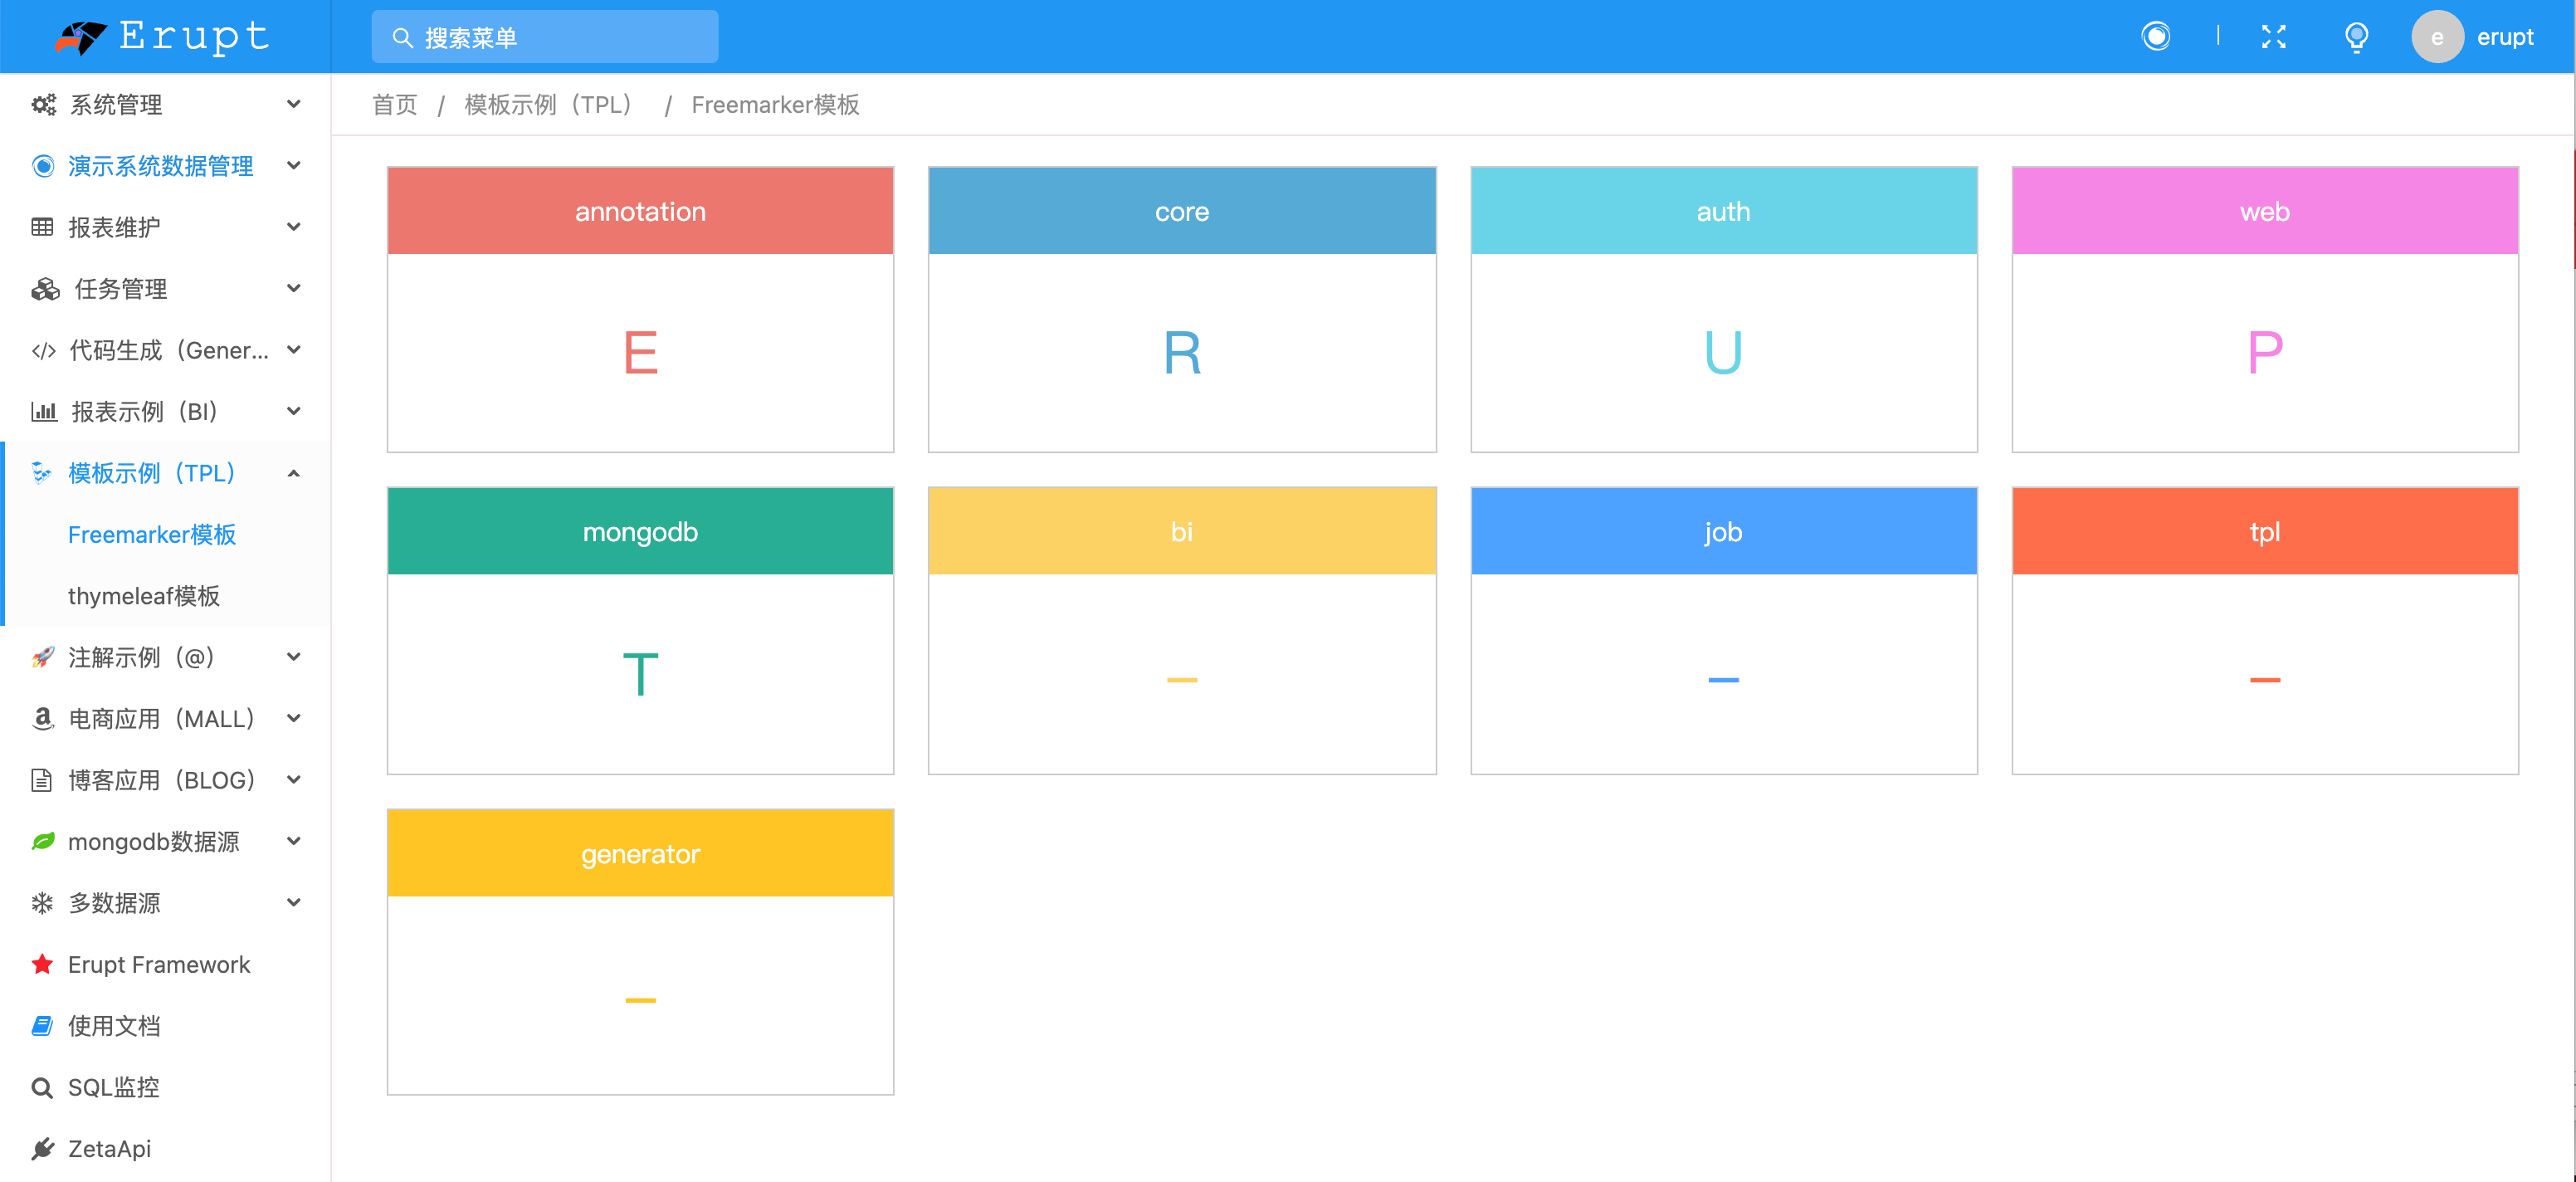 Erupt
搜索菜单
e erupt
系统管理
演示系统数据管理
报表维护
任务管理
代码生成（Gener...
报表示例（BI）
模板示例（TPL）
Freemarker模板
thymeleaf模板
注解示例（@）
电商应用（MALL）
博客应用（BLOG）
mongodb数据源
多数据源
Erupt Framework
使用文档
SQL监控
ZetaApi
首页 / 模板示例（TPL） / Freemarker模板
annotation
E
core
R
auth
U
web
P
mongodb
T
bi
–
job
–
tpl
–
generator
–